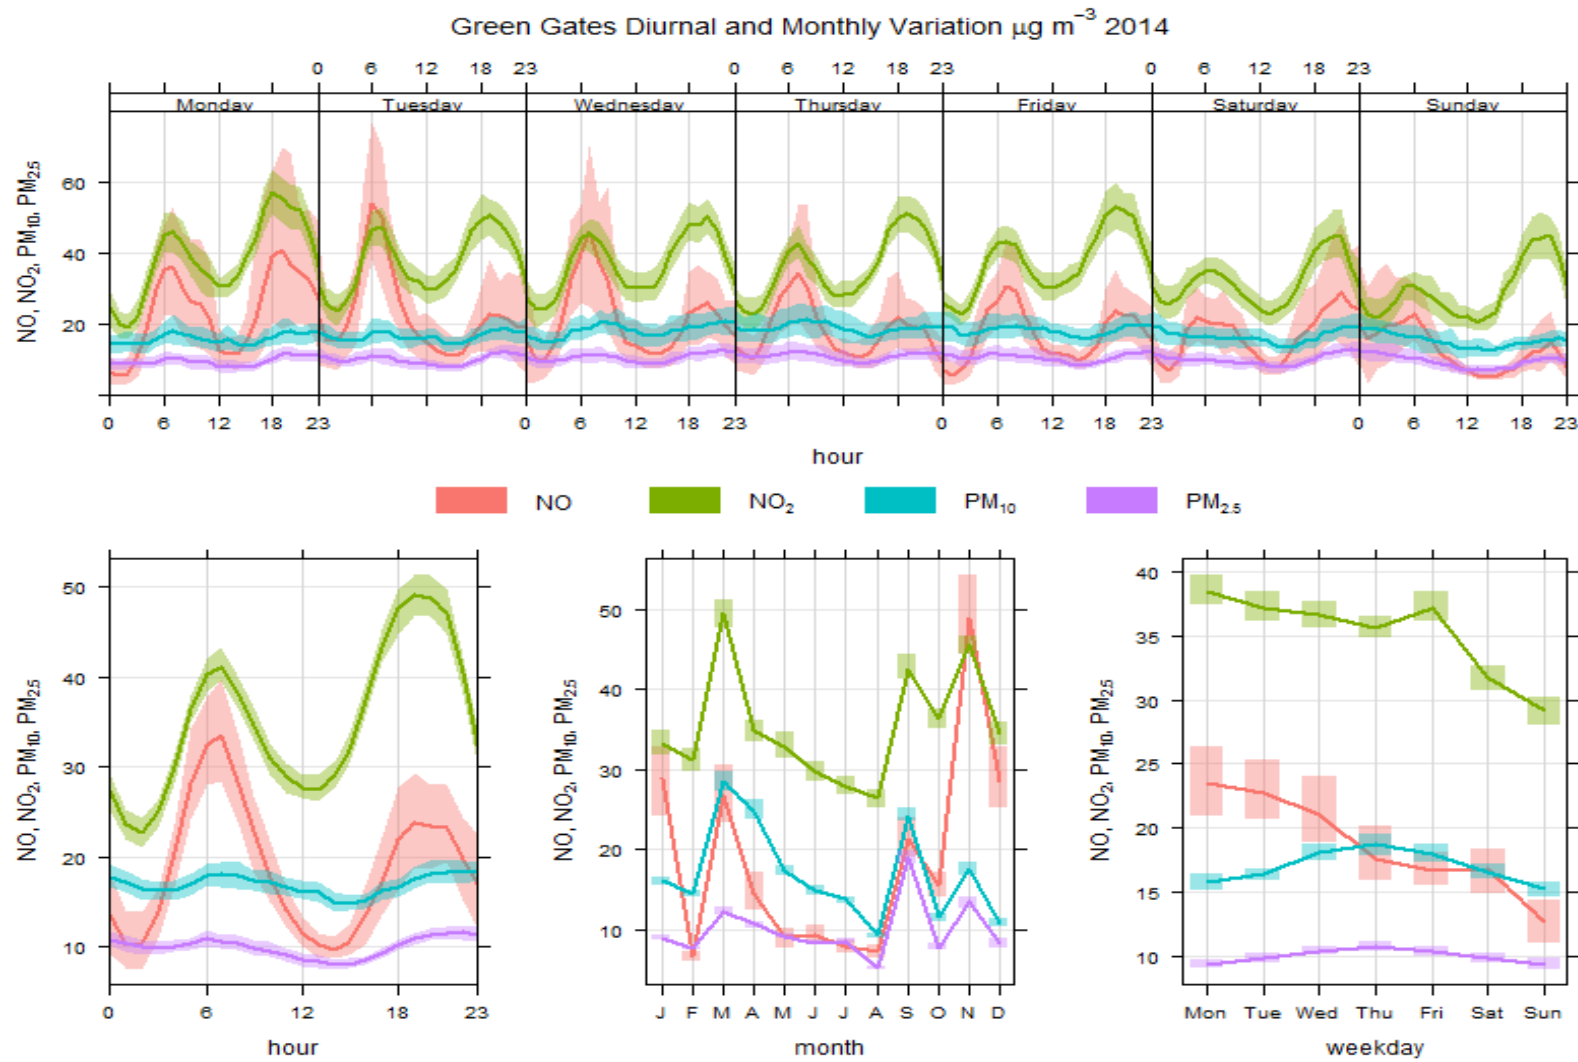 Green Gates Diurnal and Monthly Variation μg m⁻³ 2014
0 6 12 18 23 0 6 12 18 23 0 6 12 18 23
Monday Tuesday Wednesday Thursday Friday Saturday Sunday
NO, NO₂, PM₁₀, PM₂.₅
60
40
20
0 6 12 18 23 0 6 12 18 23 0 6 12 18 23 0 6 12 18 23
hour
NO NO₂ PM₁₀ PM₂.₅
NO, NO₂, PM₁₀, PM₂.₅
50
40
30
20
10
0 6 12 18 23
hour
NO, NO₂, PM₁₀, PM₂.₅
50
40
30
20
10
J F M A M J J A S O N D
month
NO, NO₂, PM₁₀, PM₂.₅
40
35
30
25
20
15
10
Mon Tue Wed Thu Fri Sat Sun
weekday